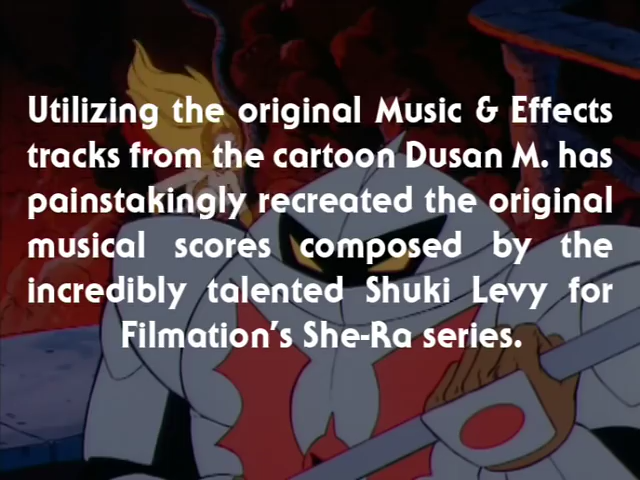 Utilizing the original Music & Effects
tracks from the cartoon Dusan M. has
painstakingly recreated the original
musical scores composed by the
incredibly talented Shuki Levy for
Filmation's She-Ra series.